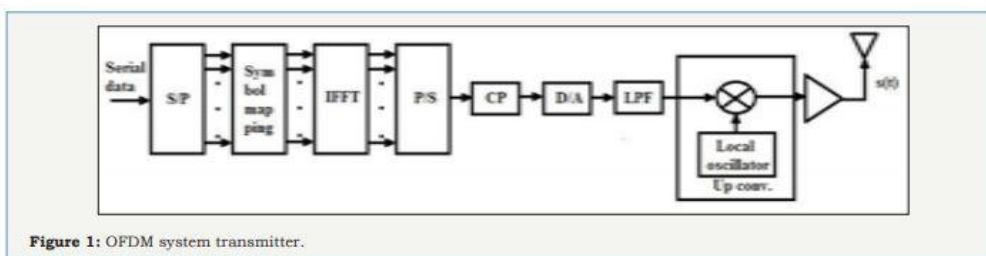 Serial
data
S/P
Sym
bol
map
ping
IFFT
P/S
CP
D/A
LPF
Local
oscillator
Up conv.
s(t)
Figure 1: OFDM system transmitter.